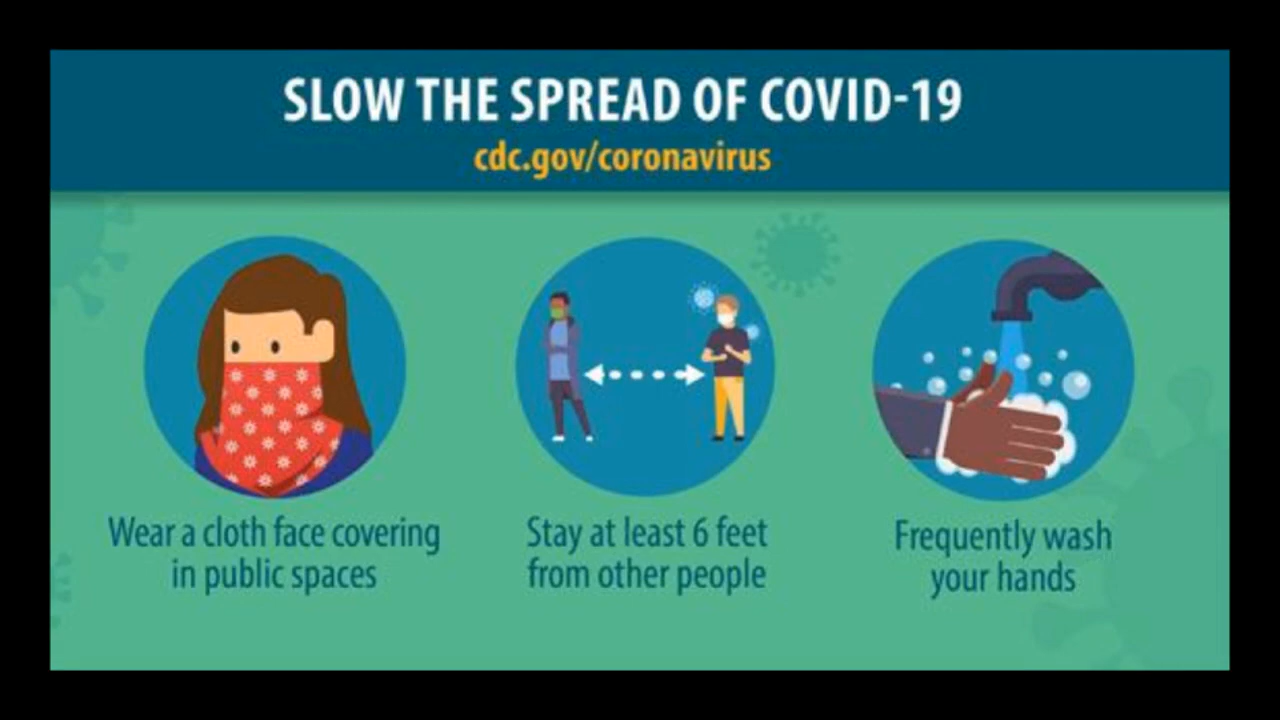 SLOW THE SPREAD OF COVID-19
cdc.gov/coronavirus
Wear a cloth face covering
in public spaces
Stay at least 6 feet
from other people
Frequently wash
your hands